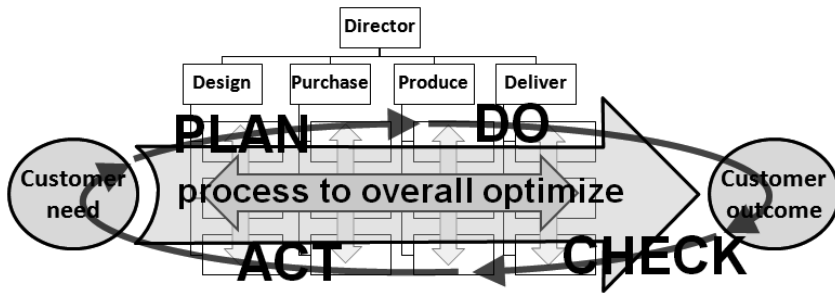 Director
Design
Purchase
Produce
Deliver
PLAN
DO
Customer
need
process to overall optimize
Customer
outcome
ACT
CHECK